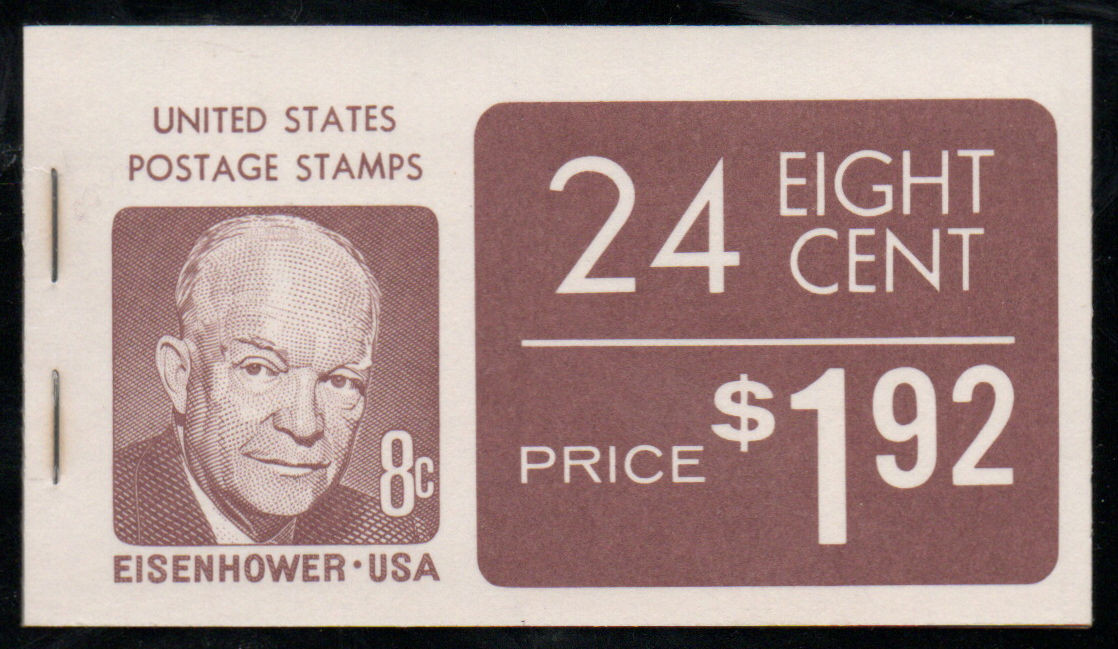 UNITED STATES
POSTAGE STAMPS
8c
EISENHOWER · USA
24 EIGHT
CENT
PRICE $1.92